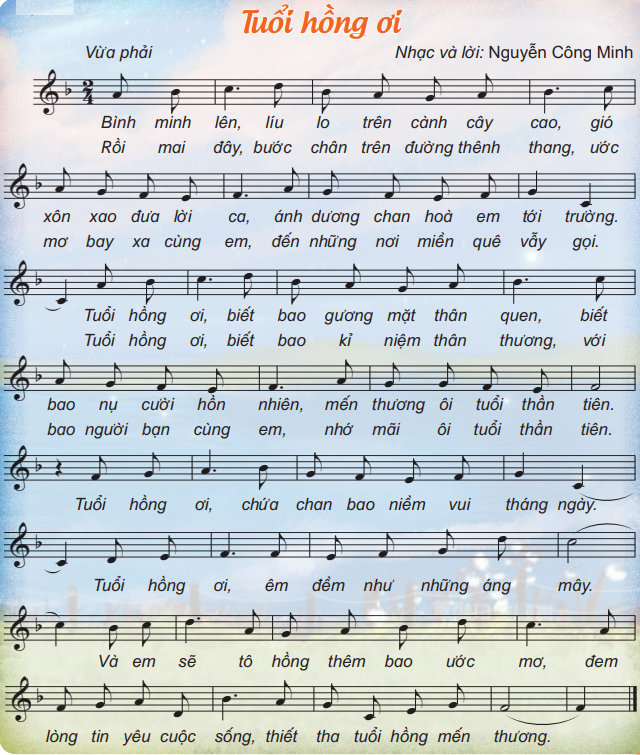 Tuổi hồng ơi
Vừa phải
Nhạc và lời: Nguyễn Công Minh
2
4
Bình minh lên, líu lo trên cành cây cao, gió
Rồi mai đây, bước chân trên đường thênh thang, ước
xôn xao đưa lời ca, ánh dương chan hoà em tới trường.
mơ bay xa cùng em, đến những nơi miền quê vẫy gọi.
Tuổi hồng ơi, biết bao gương mặt thân quen, biết
Tuổi hồng ơi, biết bao kỉ niệm thân thương, với
bao nụ cười hồn nhiên, mến thương ôi tuổi thần tiên.
bao người bạn cùng em, nhớ mãi ôi tuổi thần tiên.
Tuổi hồng ơi, chứa chan bao niềm vui tháng ngày.
Tuổi hồng ơi, êm đềm như những áng mây.
Và em sẽ tô hồng thêm bao ước mơ, đem
lòng tin yêu cuộc sống, thiết tha tuổi hồng mến thương.